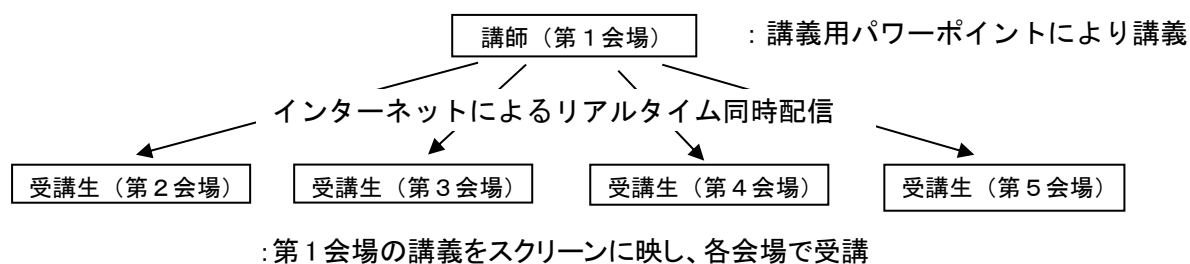 講師（第１会場）
：講義用パワーポイントにより講義
インターネットによるリアルタイム同時配信
受講生（第２会場）
受講生（第３会場）
受講生（第４会場）
受講生（第５会場）
：第１会場の講義をスクリーンに映し、各会場で受講